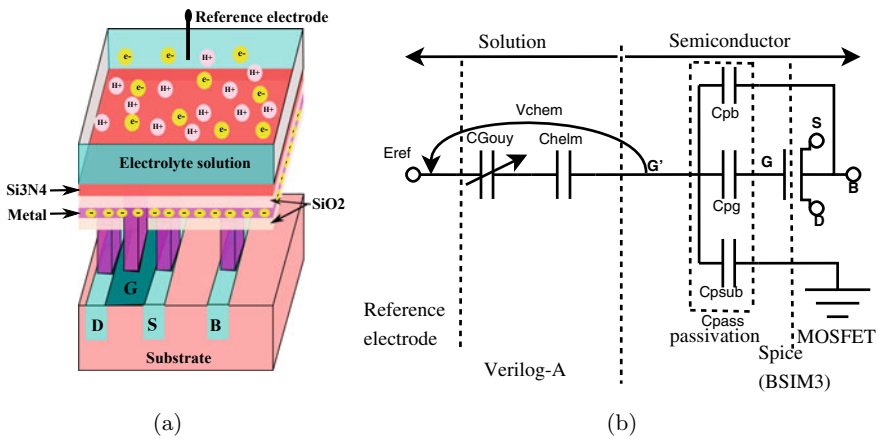 Reference electrode
e-
e-
H+
H+
H+
e-
H+
H+
e-
H+
e-
H+
H+
H+
e-
H+
e-
Electrolyte solution
Si3N4
SiO2
Metal
G
D
S
B
Substrate
(a)
Solution
Semiconductor
Vchem
Cpb
Eref
CGouy
Chelm
G'
G
S
B
D
Cpg
Cpsub
Cpass
passivation
MOSFET
Reference
electrode
Spice
(BSIM3)
Verilog-A
(b)